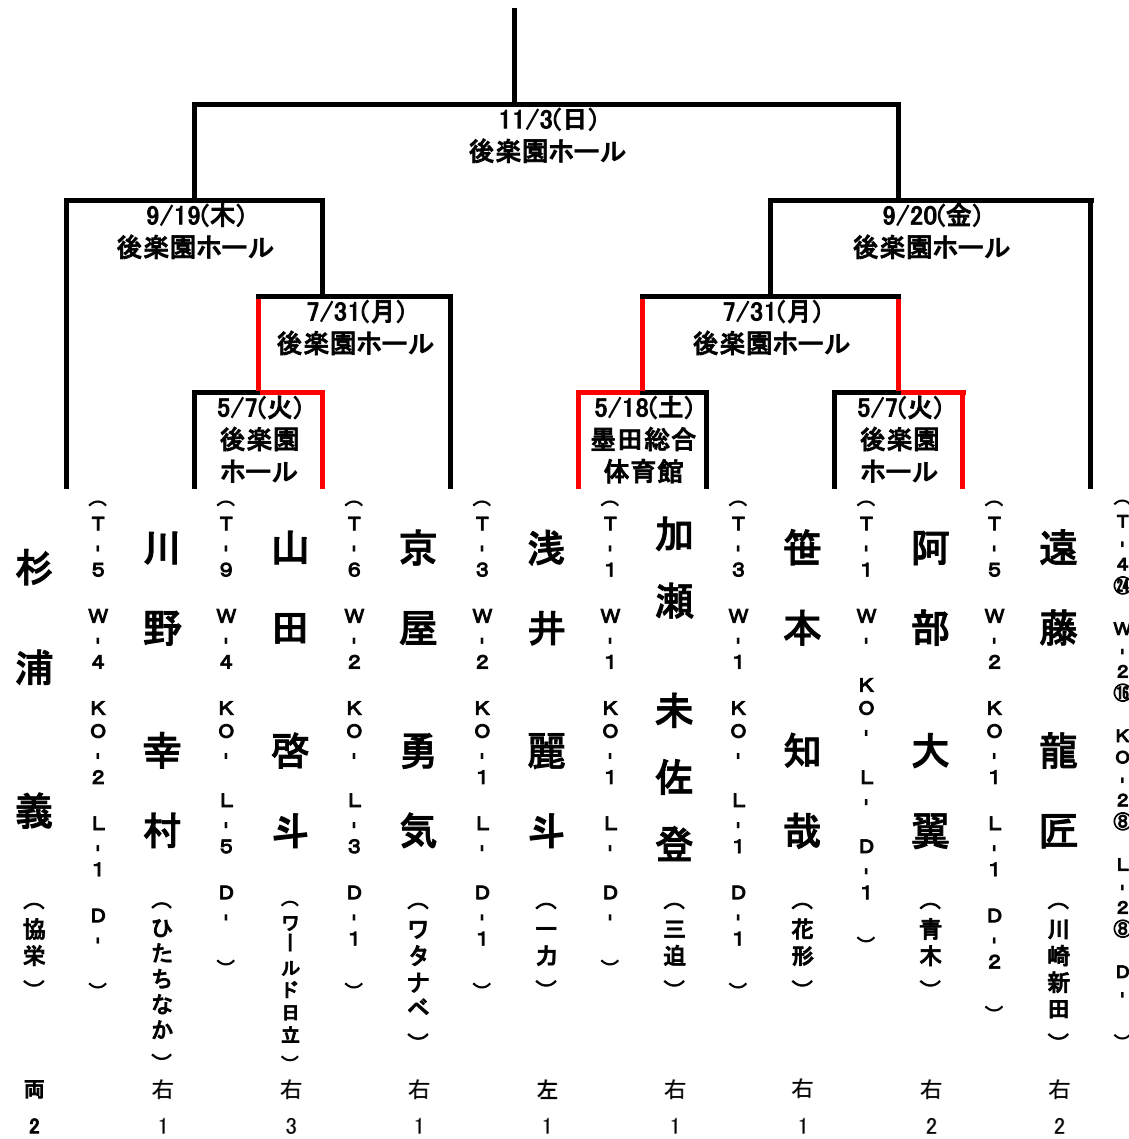 11/3(日)
後楽園ホール
9/19(木)
後楽園ホール
9/20(金)
後楽園ホール
7/31(月)
後楽園ホール
7/31(月)
後楽園ホール
5/7(火)
後楽園
ホール
5/18(土)
墨田総合
体育館
5/7(火)
後楽園
ホール
杉浦 義（協栄）
（T-5 W-4 KO-2 L-1 D- ）
川野 幸村（ひたちなか）
（T-9 W-4 KO- L-5 D- ）
山田 啓斗（ワールド日立）
（T-6 W-2 KO- L-3 D-1）
京屋 勇気（ワタナベ）
（T-3 W-2 KO-1 L- D-1）
浅井 麗斗（一力）
（T-1 W-1 KO-1 L- D- ）
加瀬 未佐登（三迫）
（T-3 W-1 KO- L-1 D-1）
笹本 知哉（花形）
（T-1 W- KO- L- D-1）
阿部 大翼（青木）
（T-5 W-2 KO-1 L-1 D-2）
遠藤 龍匠（川崎新田）
（T-4㉔ W-2⑯ KO-2⑧ L-2⑧ D- ）
両 右 右 右 左 右 右 右 右
2 1 3 1 1 1 1 2 2